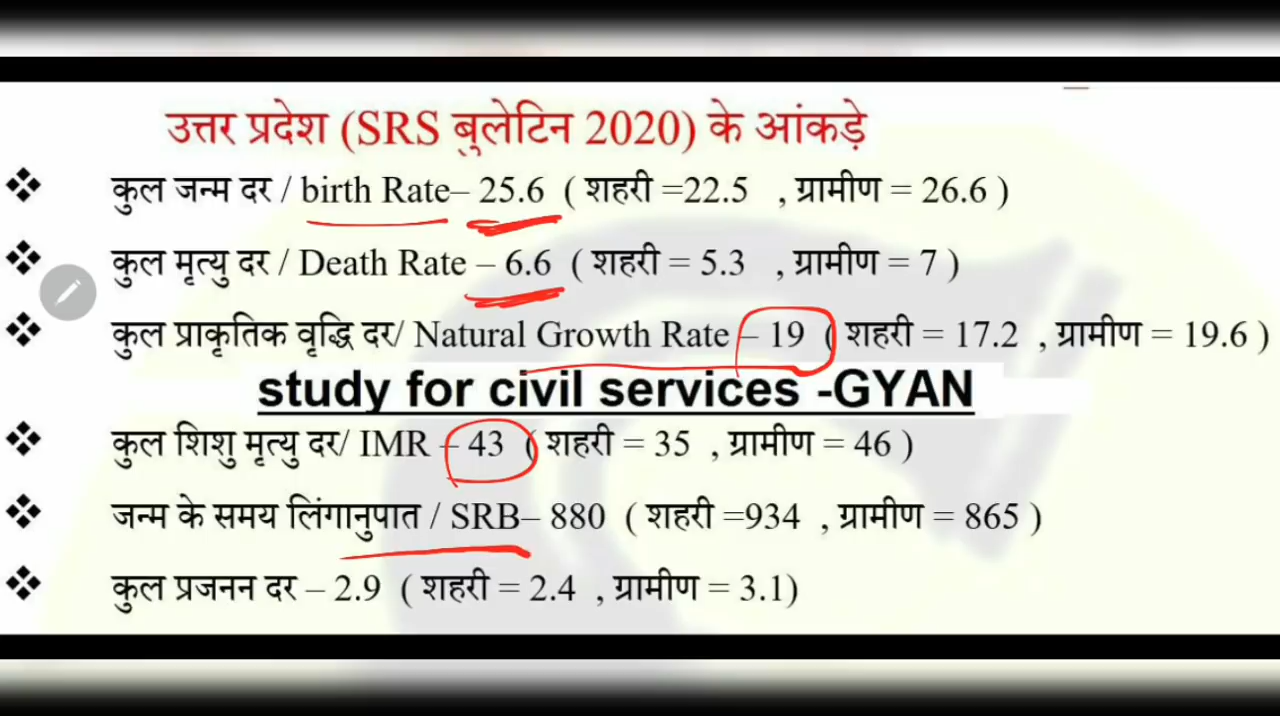 उत्तर प्रदेश (SRS बुलेटिन 2020) के आंकड़े
❖ कुल जन्म दर / birth Rate– 25.6 ( शहरी =22.5 , ग्रामीण = 26.6 )
❖ कुल मृत्यु दर / Death Rate – 6.6 ( शहरी = 5.3 , ग्रामीण = 7 )
❖ कुल प्राकृतिक वृद्धि दर/ Natural Growth Rate – 19 ( शहरी = 17.2 , ग्रामीण = 19.6 )
study for civil services -GYAN
❖ कुल शिशु मृत्यु दर/ IMR – 43 ( शहरी = 35 , ग्रामीण = 46 )
❖ जन्म के समय लिंगानुपात / SRB– 880 ( शहरी =934 , ग्रामीण = 865 )
❖ कुल प्रजनन दर – 2.9 ( शहरी = 2.4 , ग्रामीण = 3.1)